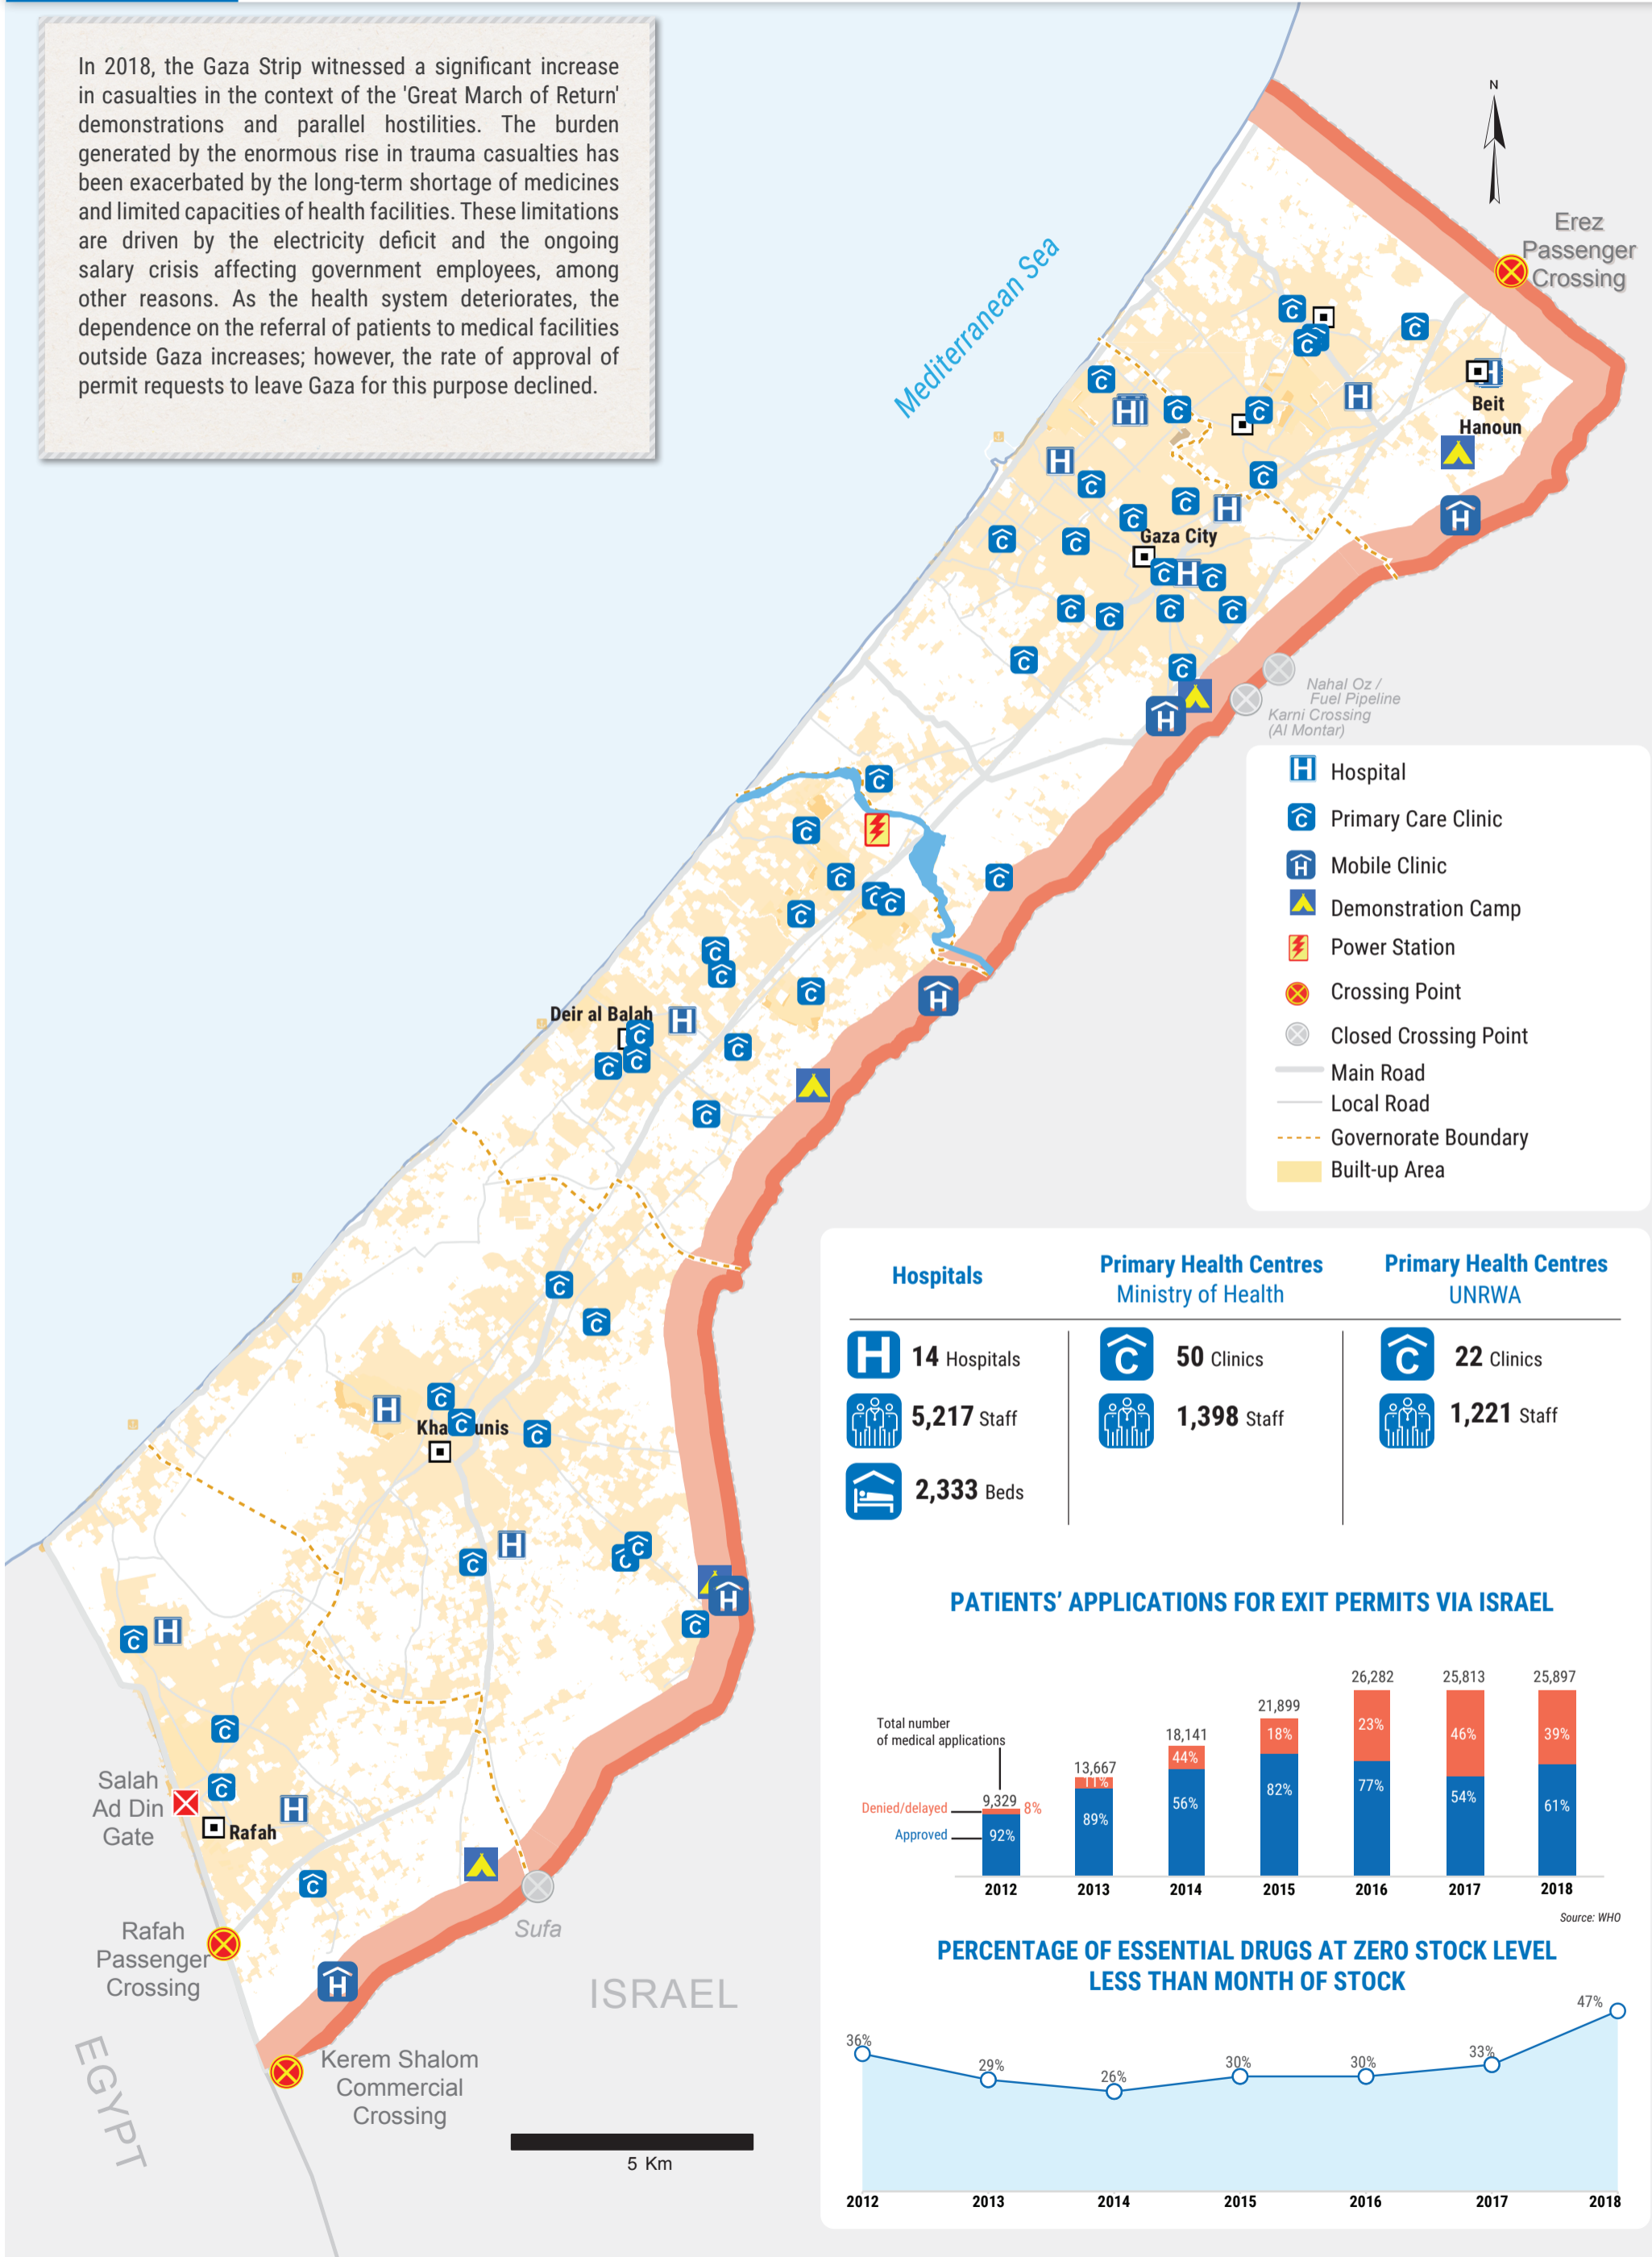 In 2018, the Gaza Strip witnessed a significant increase
in casualties in the context of the 'Great March of Return'
demonstrations and parallel hostilities. The burden
generated by the enormous rise in trauma casualties has
been exacerbated by the long-term shortage of medicines
and limited capacities of health facilities. These limitations
are driven by the electricity deficit and the ongoing
salary crisis affecting government employees, among
other reasons. As the health system deteriorates, the
dependence on the referral of patients to medical facilities
outside Gaza increases; however, the rate of approval of
permit requests to leave Gaza for this purpose declined.
N
Erez
Passenger
Crossing
Mediterranean Sea
Beit
Hanoun
Gaza City
Nahal Oz /
Fuel Pipeline
Karni Crossing
(Al Montar)
Hospital
Primary Care Clinic
Mobile Clinic
Demonstration Camp
Power Station
Crossing Point
Closed Crossing Point
Main Road
Local Road
Governorate Boundary
Built-up Area
Deir al Balah
Kha unis
Salah
Ad Din
Gate
Rafah
Rafah
Passenger
Crossing
Sufa
ISRAEL
EGYPT
Kerem Shalom
Commercial
Crossing
5 Km
Hospitals
Primary Health Centres
Ministry of Health
Primary Health Centres
UNRWA
14 Hospitals
50 Clinics
22 Clinics
5,217 Staff
1,398 Staff
1,221 Staff
2,333 Beds
PATIENTS' APPLICATIONS FOR EXIT PERMITS VIA ISRAEL
Total number
of medical applications
Denied/delayed
Approved
9,329
8%
92%
13,667
11%
89%
18,141
44%
56%
21,899
18%
82%
26,282
23%
77%
25,813
46%
54%
25,897
39%
61%
2012 2013 2014 2015 2016 2017 2018
Source: WHO
PERCENTAGE OF ESSENTIAL DRUGS AT ZERO STOCK LEVEL
LESS THAN MONTH OF STOCK
36% 29% 26% 30% 30% 33% 47%
2012 2013 2014 2015 2016 2017 2018